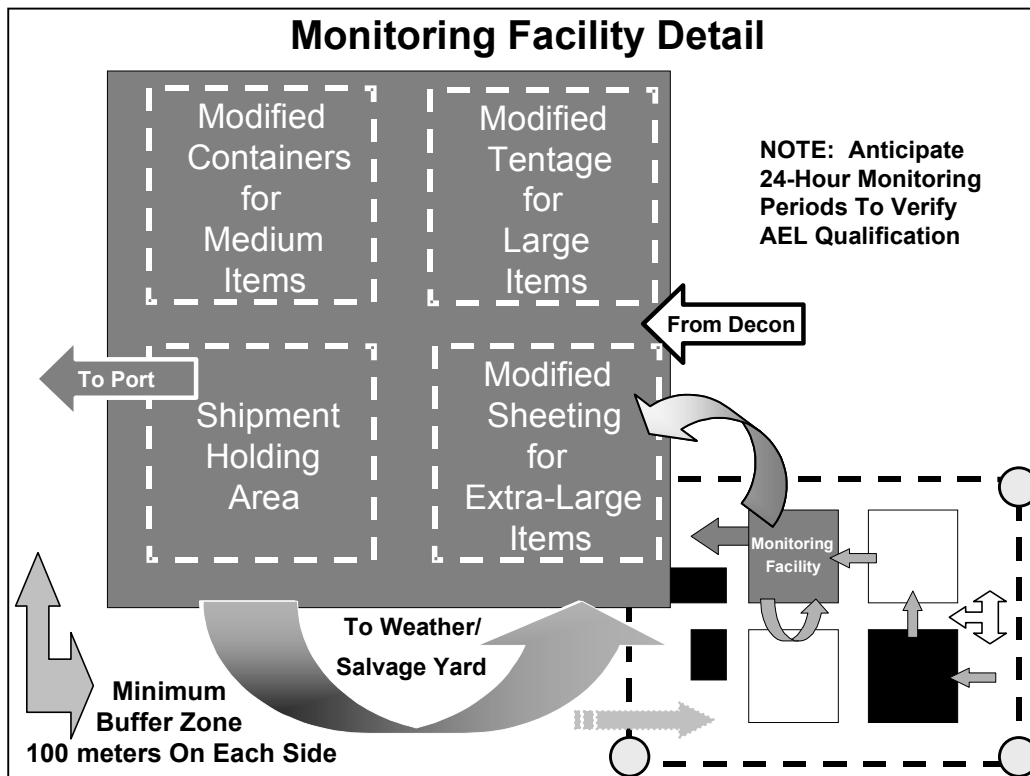 Monitoring Facility Detail
Modified
Containers
for
Medium
Items
Modified
Tentage
for
Large
Items
NOTE: Anticipate
24-Hour Monitoring
Periods To Verify
AEL Qualification
From Decon
To Port
Shipment
Holding
Area
Modified
Sheeting
for
Extra-Large
Items
Monitoring
Facility
To Weather/
Salvage Yard
Minimum
Buffer Zone
100 meters On Each Side